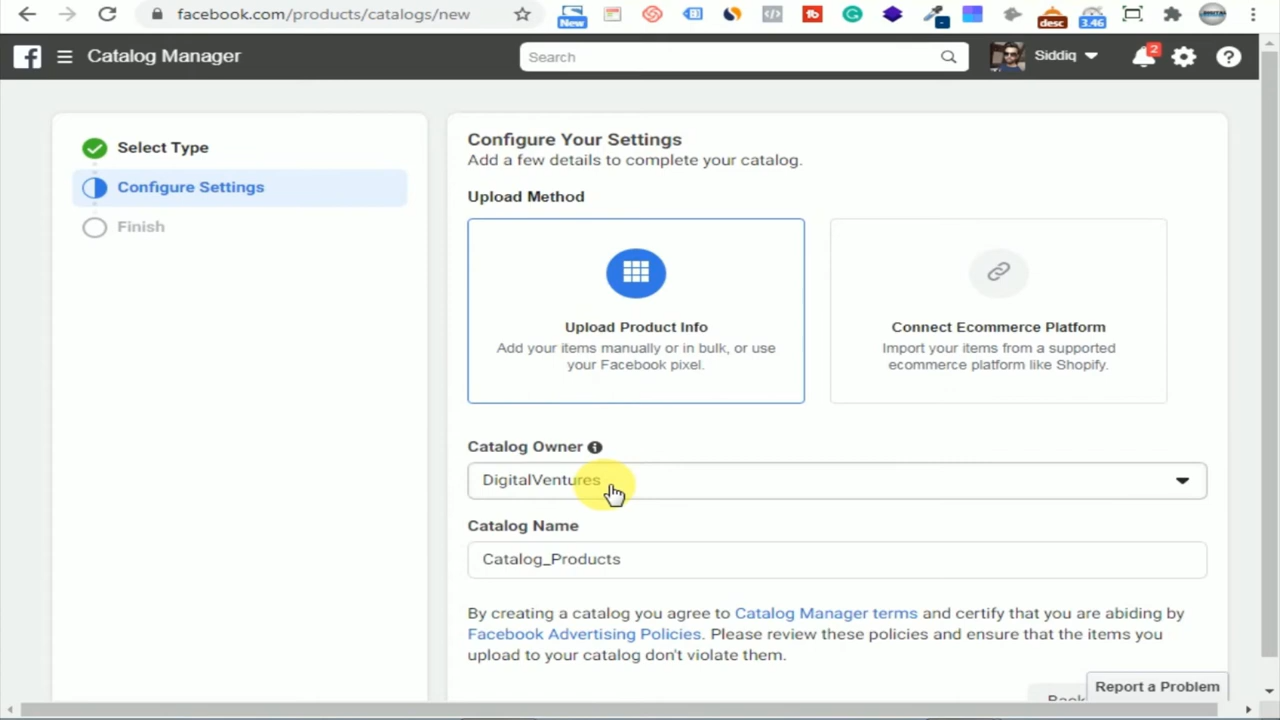 facebook.com/products/catalogs/new
New
desc
3.46
Catalog Manager
Search
Siddiq
2
Select Type
Configure Settings
Finish
Configure Your Settings
Add a few details to complete your catalog.
Upload Method
Upload Product Info
Add your items manually or in bulk, or use
your Facebook pixel.
Connect Ecommerce Platform
Import your items from a supported
ecommerce platform like Shopify.
Catalog Owner
DigitalVentures
Catalog Name
Catalog_Products
By creating a catalog you agree to Catalog Manager terms and certify that you are abiding by
Facebook Advertising Policies. Please review these policies and ensure that the items you
upload to your catalog don't violate them.
Back
Report a Problem